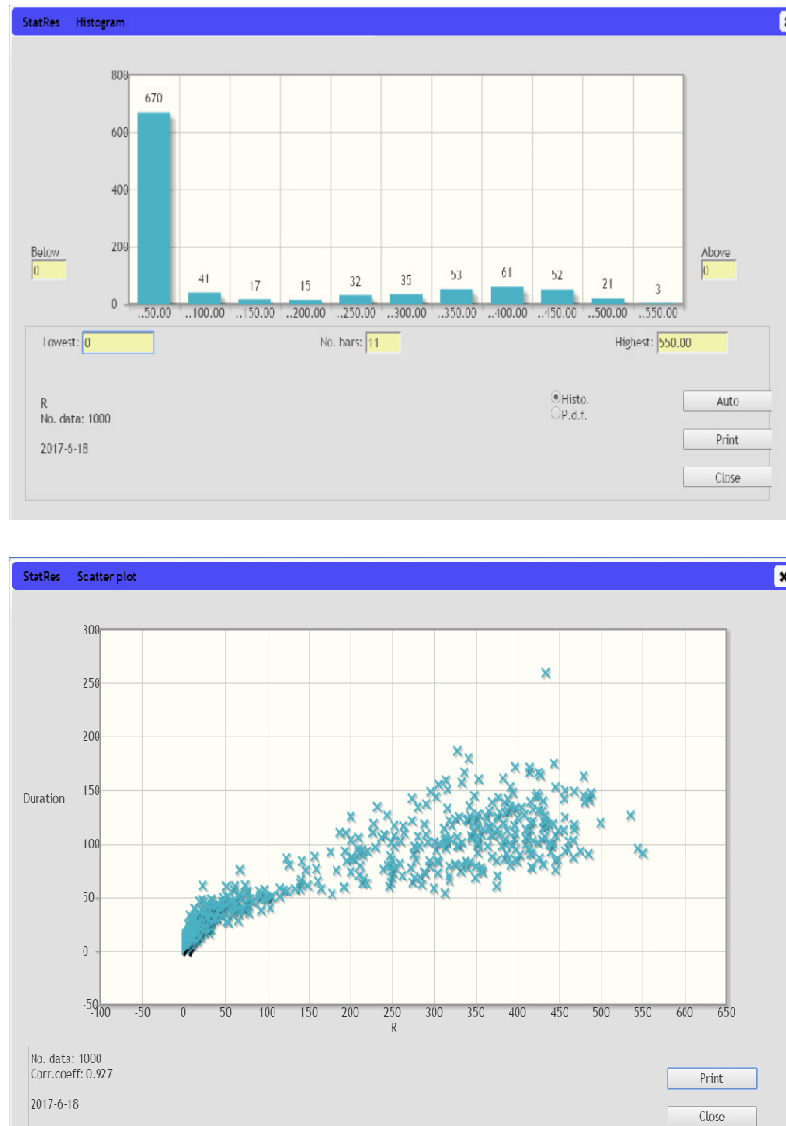 StatRes Histogram
800
670
600
400
200
41 17 15 32 35 53 61 52 21 3
0
Below
0
Above
0
..50.00 ..100.00 ..150.00 ..200.00 ..250.00 ..300.00 ..350.00 ..400.00 ..450.00 ..500.00 ..550.00
Lowest: 0 No. bars: 11 Highest: 550.00
Histo.
P.d.f.
Auto
R
No. data: 1000
Print
2017-6-18
Close
StatRes Scatter plot
300
250
200
Duration 150
100
50
0
-50
-100 -50 0 50 100 150 200 250 300 350 400 450 500 550 600 650
R
No. data: 1000
Corr.coeff: 0.927
Print
2017-6-18
Close